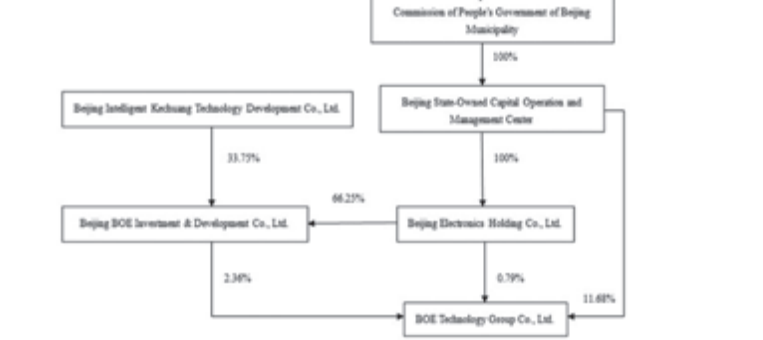 Commission of People's Government of Beijing
Municipality
100%
Beijing State-Owned Capital Operation and
Management Center
Beijing Intelligent Kechuang Technology Development Co., Ltd.
33.75%
100%
66.25%
Beijing BOE Investment & Development Co., Ltd.
Beijing Electronics Holding Co., Ltd.
2.36%
0.79%
11.68%
BOE Technology Group Co., Ltd.